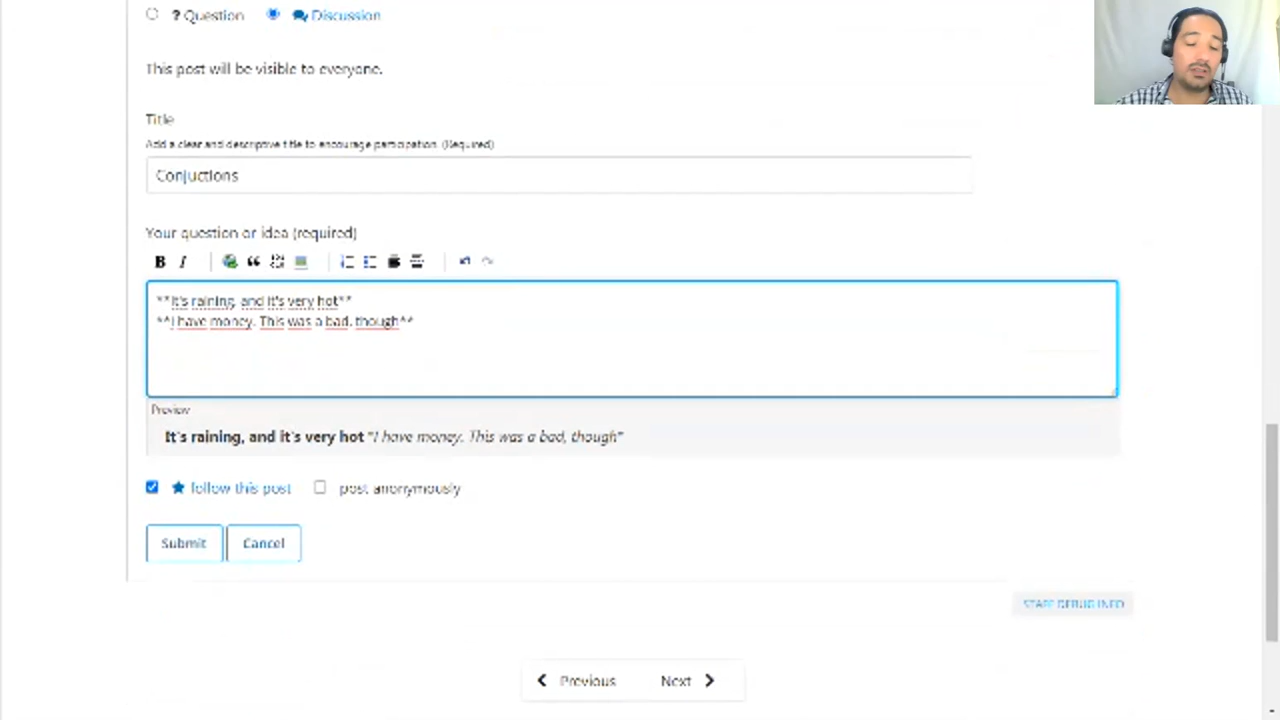 ? Question Discussion
This post will be visible to everyone.
Title
Add a clear and descriptive title to encourage participation. (Required)
Conjuctions
Your question or idea (required)
B I
**It's raining, and it's very hot**
**I have money. This was a bad, though**
Preview
It's raining, and it's very hot *I have money. This was a bad, though*
follow this post post anonymously
Submit Cancel
STAFF DEBUG INFO
Previous Next